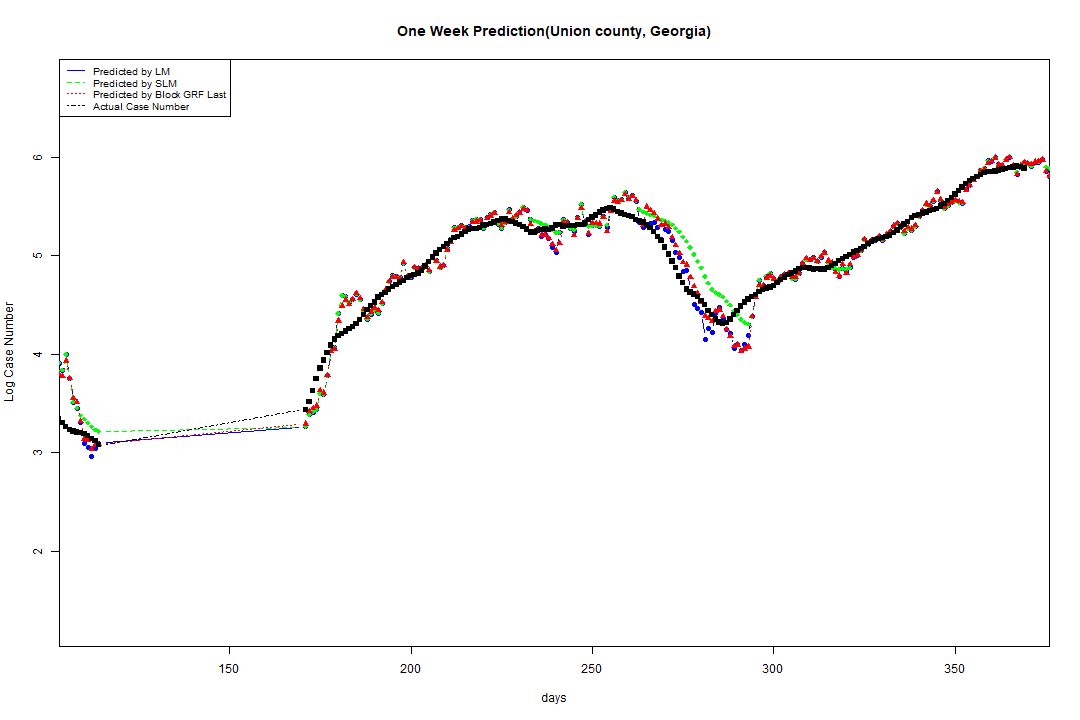 One Week Prediction(Union county, Georgia)
Predicted by LM
Predicted by SLM
Predicted by Block GRF Last
Actual Case Number
6
5
4
3
2
Log Case Number
150 200 250 300 350
days